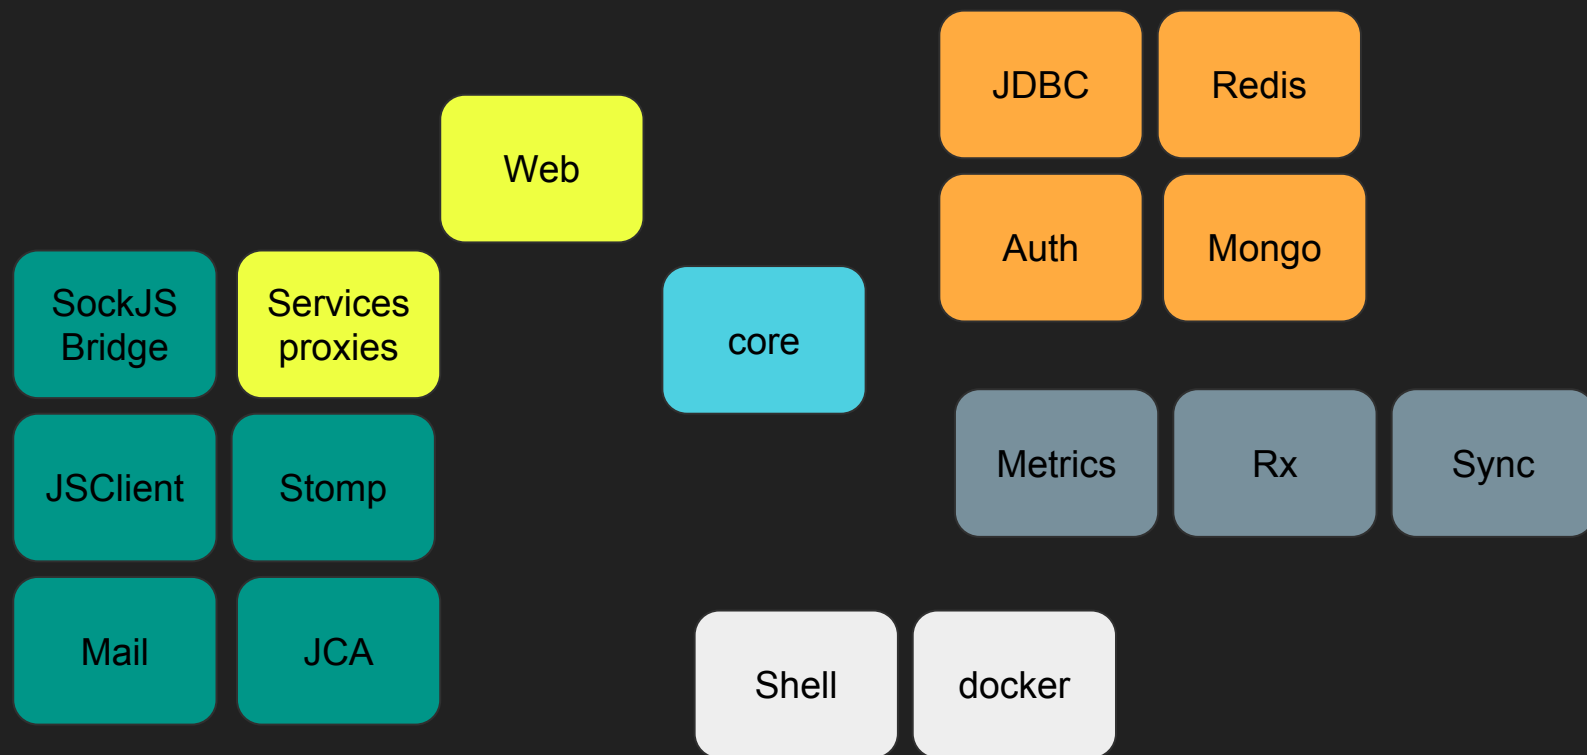 JDBC
Redis
Web
Auth
Mongo
SockJS
Bridge
Services
proxies
core
JSClient
Stomp
Metrics
Rx
Sync
Mail
JCA
Shell
docker